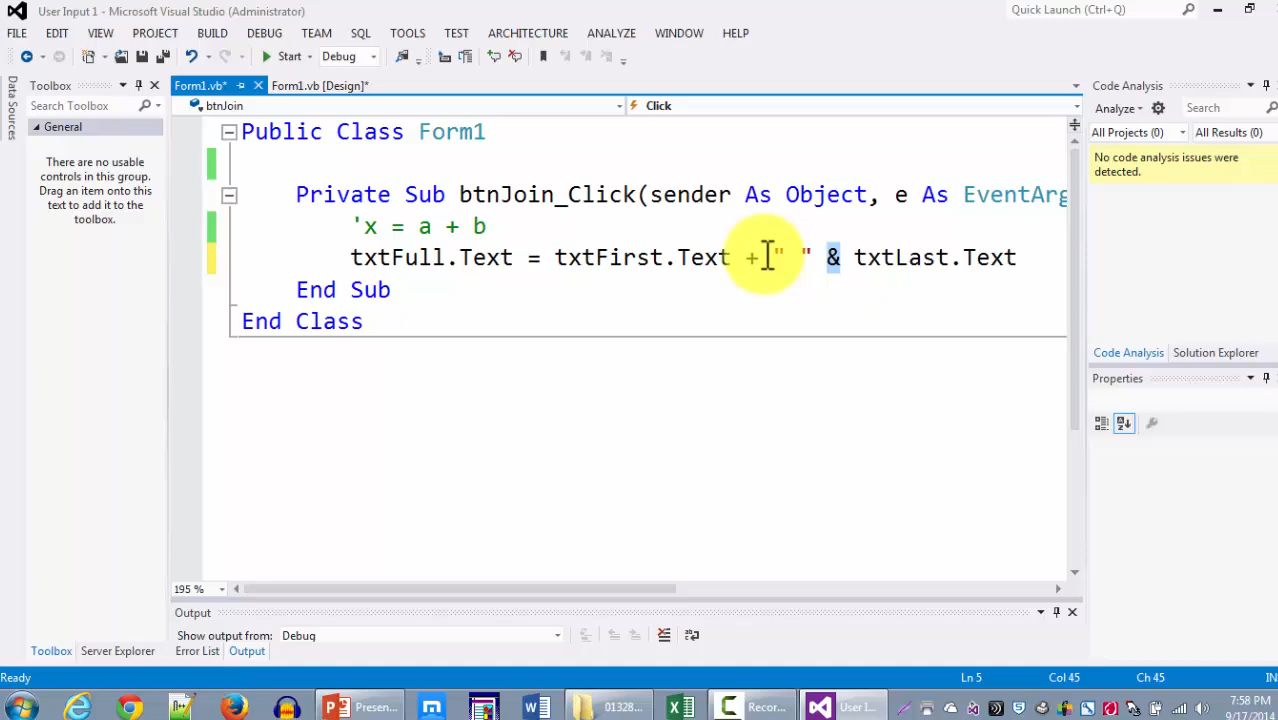 User Input 1 - Microsoft Visual Studio (Administrator)
Quick Launch (Ctrl+Q)
FILE EDIT VIEW PROJECT BUILD DEBUG TEAM SQL TOOLS TEST ARCHITECTURE ANALYZE WINDOW HELP
Start Debug
Data Sources
Toolbox
Search Toolbox
General
There are no usable
controls in this group.
Drag an item onto this
text to add it to the
toolbox.
Form1.vb* Form1.vb [Design]*
btnJoin Click
Public Class Form1
Private Sub btnJoin_Click(sender As Object, e As EventArg
'x = a + b
txtFull.Text = txtFirst.Text + " " & txtLast.Text
End Sub
End Class
195 %
Code Analysis
Analyze Search
All Projects (0) All Results (0)
No code analysis issues were
detected.
Code Analysis Solution Explorer
Properties
Output
Show output from: Debug
Toolbox Server Explorer Error List Output
Ready Ln 5 Col 45 Ch 45
Presen... 01328... Recor... User I...
7:58 PM
9/17/2014